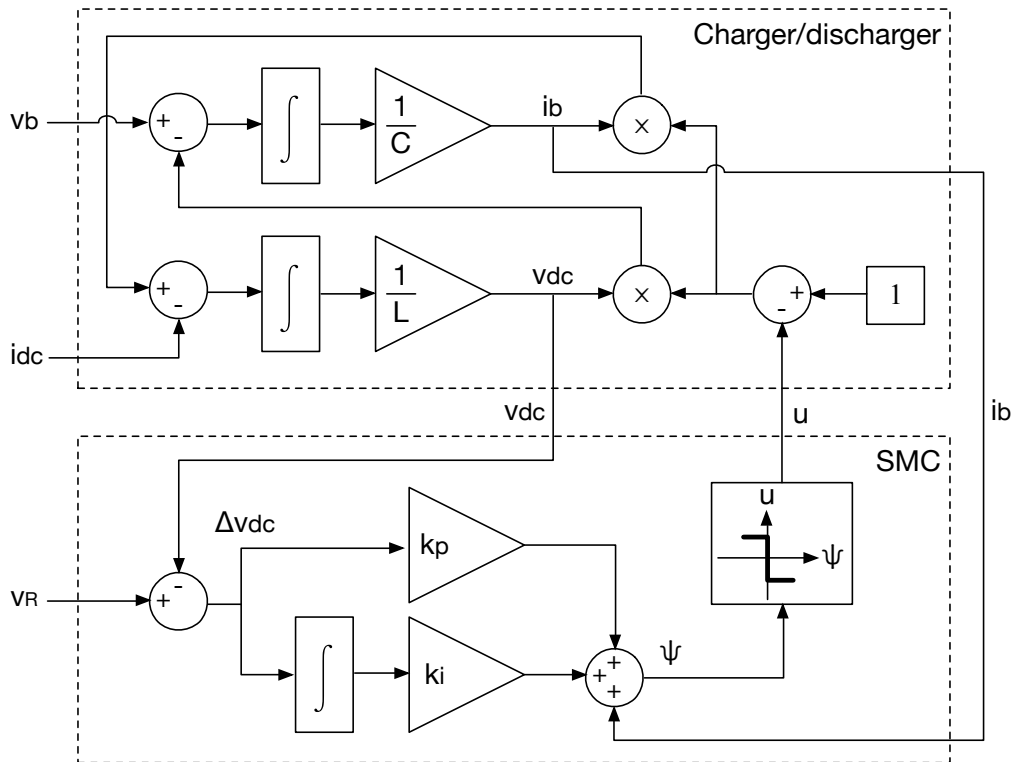 Charger/discharger
vb
+
-
∫
1
C
ib
×
+
-
∫
1
L
vdc
×
+
-
1
idc
vdc
u
ib
SMC
u
ψ
Δvdc
kp
-
+
vR
∫
ki
+
+
+
ψ